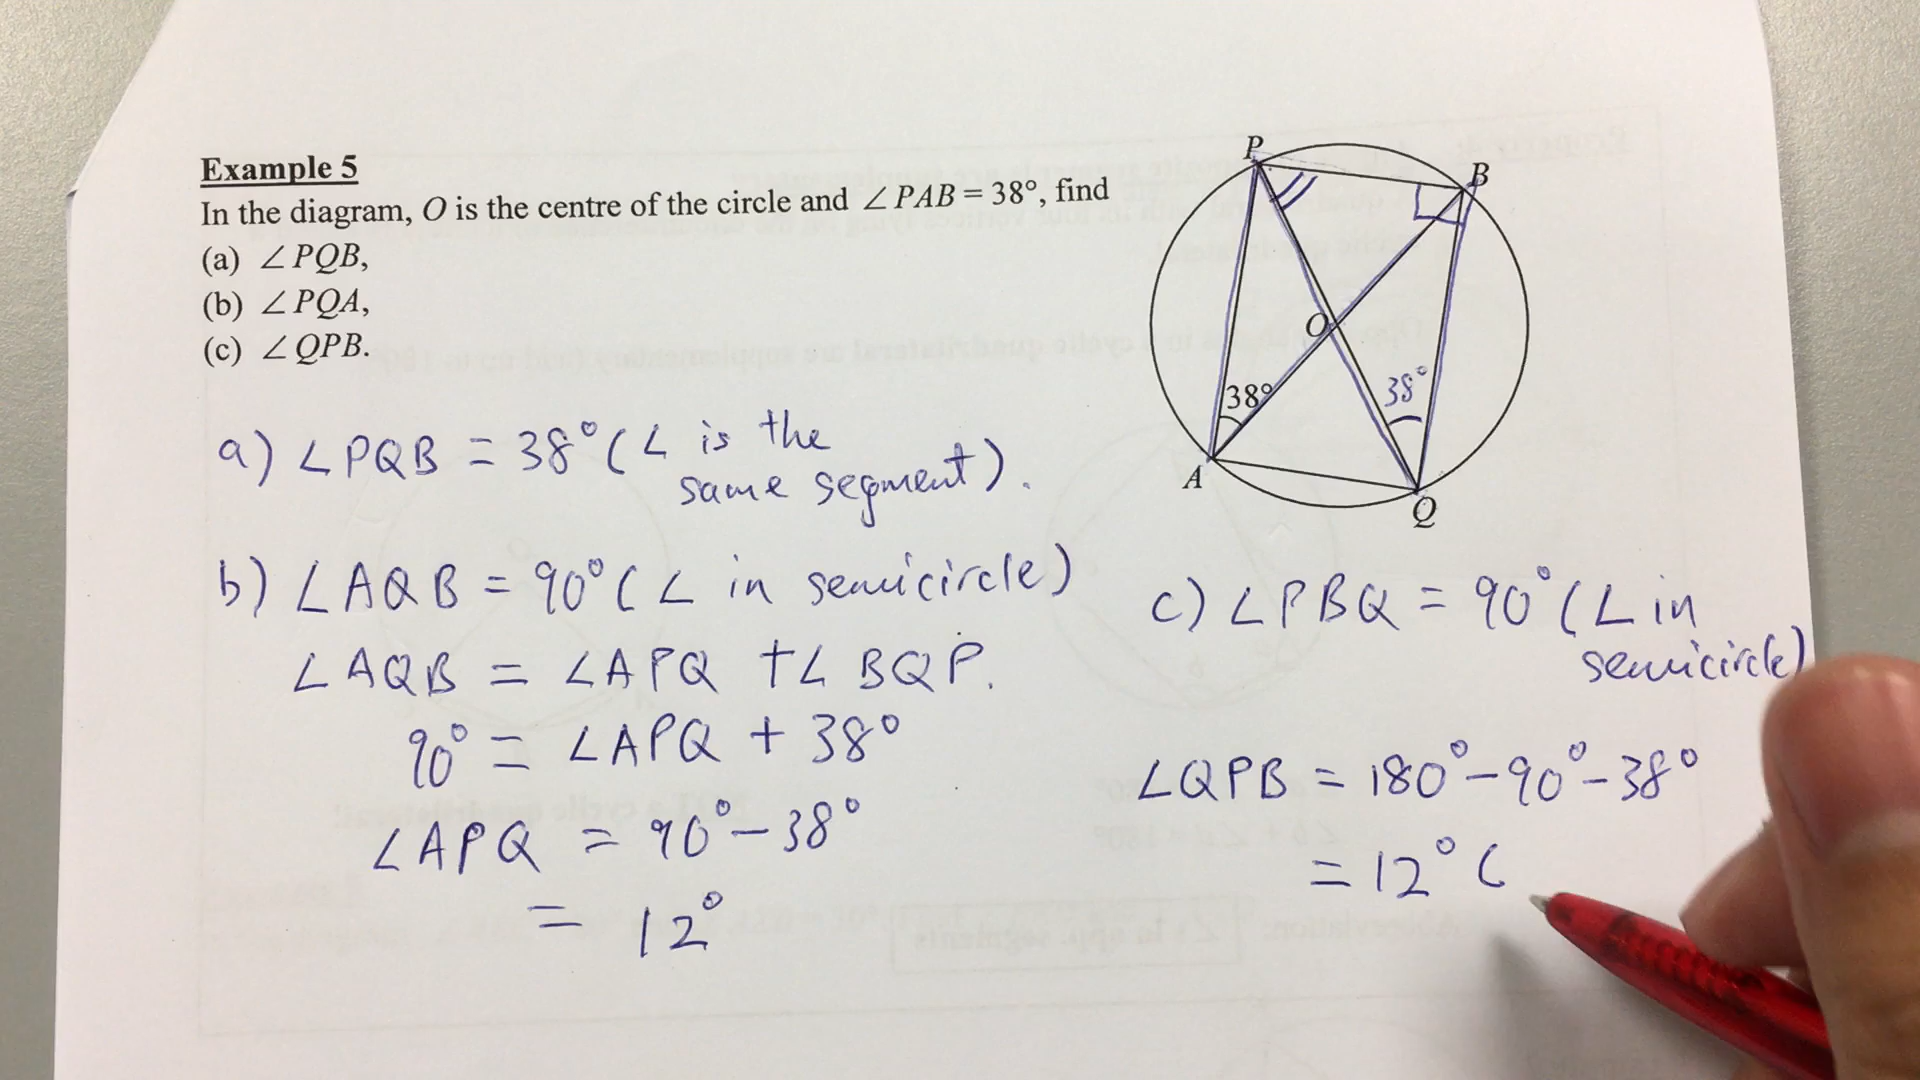 Example 5
In the diagram, O is the centre of the circle and ∠PAB = 38°, find
(a) ∠PQB,
(b) ∠PQA,
(c) ∠QPB.
P
B
O
38°
38°
A
Q
a) ∠PQB = 38° (∠ is the
same segment).
b) ∠AQB = 90° (∠ in semicircle)
∠AQB = ∠APQ + ∠BQP.
90° = ∠APQ + 38°
∠APQ = 90° - 38°
= 12°
c) ∠PBQ = 90° (∠ in
semicircle)
∠QPB = 180° - 90° - 38°
= 12° (